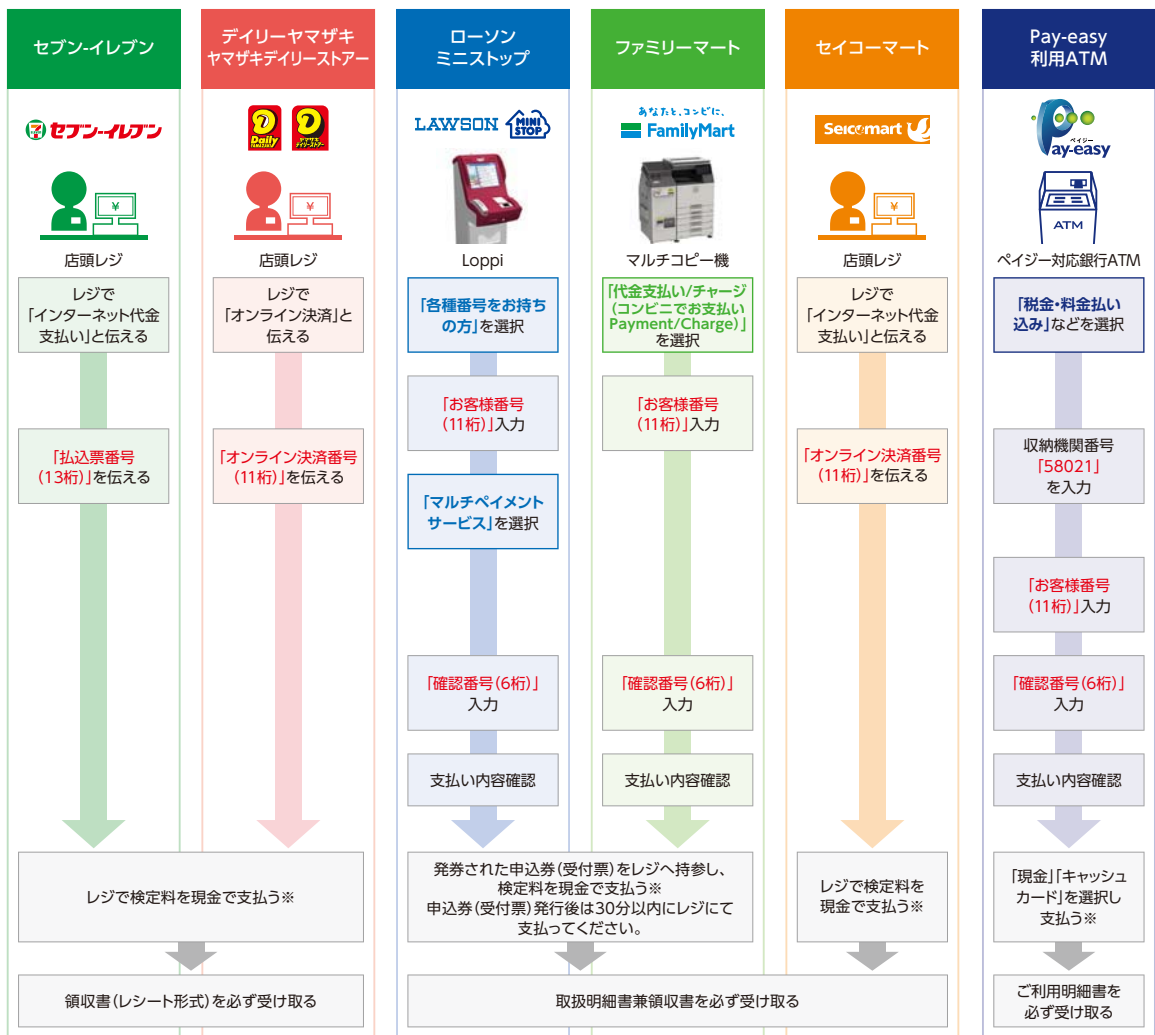 セブン-イレブン
デイリーヤマザキ
ヤマザキデイリーストアー
ローソン
ミニストップ
ファミリーマート
セイコーマート
Pay-easy
利用ATM
セブン-イレブン
Daily
YAMAZAKI
ヤマザキ
デイリーストアー
LAWSON
MINI
STOP
あなたと、コンビに、
FamilyMart
Seicomart
ペイジー
Pay-easy
¥
¥
¥
ATM
店頭レジ
店頭レジ
Loppi
マルチコピー機
店頭レジ
ペイジー対応銀行ATM
レジで
「インターネット代金
支払い」と伝える
レジで
「オンライン決済」と
伝える
「各種番号をお持ち
の方」を選択
「代金支払い/チャージ
(コンビニでお支払い
Payment/Charge)」
を選択
レジで
「インターネット代金
支払い」と伝える
「税金・料金払い
込み」などを選択
「お客様番号
(11桁)」入力
「お客様番号
(11桁)」入力
「払込票番号
(13桁)」を伝える
「オンライン決済番号
(11桁)」を伝える
「オンライン決済番号
(11桁)」を伝える
収納機関番号
「58021」
を入力
「マルチペイメント
サービス」を選択
「お客様番号
(11桁)」入力
「確認番号(6桁)」
入力
「確認番号(6桁)」
入力
「確認番号(6桁)」
入力
支払い内容確認
支払い内容確認
支払い内容確認
レジで検定料を現金で支払う※
発券された申込券(受付票)をレジへ持参し、
検定料を現金で支払う※
申込券(受付票)発行後は30分以内にレジにて
支払ってください。
レジで検定料を
現金で支払う※
「現金」「キャッシュ
カード」を選択し
支払う※
領収書(レシート形式)を必ず受け取る
取扱明細書兼領収書を必ず受け取る
ご利用明細書を
必ず受け取る